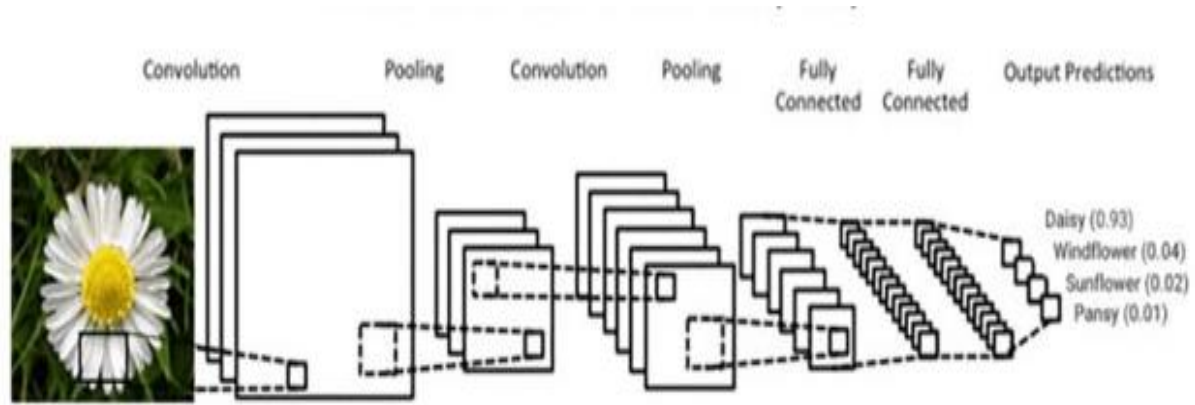 Convolution Pooling Convolution Pooling Fully Connected Fully Connected Output Predictions
Daisy (0.93)
Windflower (0.04)
Sunflower (0.02)
Pansy (0.01)